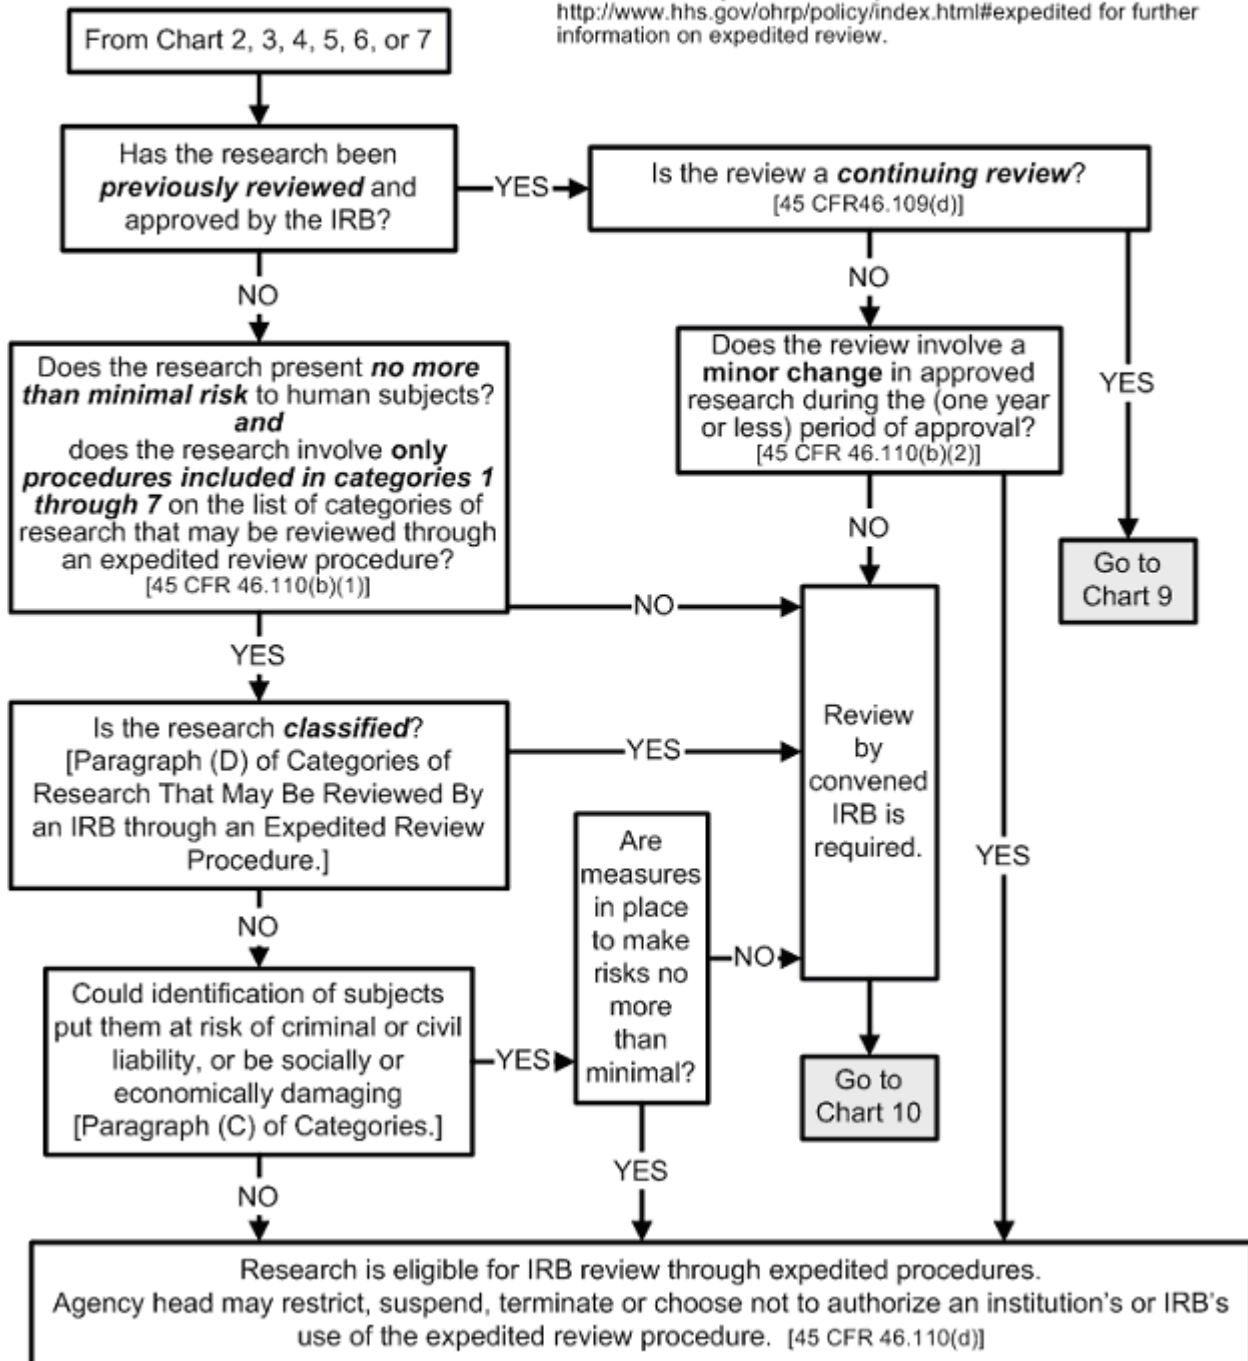 http://www.hhs.gov/ohrp/policy/index.html#expedited for further
information on expedited review.
From Chart 2, 3, 4, 5, 6, or 7
Has the research been
previously reviewed and
approved by the IRB?
YES
Is the review a continuing review?
[45 CFR46.109(d)]
NO
NO
YES
Does the research present no more
than minimal risk to human subjects?
and
does the research involve only
procedures included in categories 1
through 7 on the list of categories of
research that may be reviewed through
an expedited review procedure?
[45 CFR 46.110(b)(1)]
Does the review involve a
minor change in approved
research during the (one year
or less) period of approval?
[45 CFR 46.110(b)(2)]
NO
Go to
Chart 9
NO
YES
Is the research classified?
[Paragraph (D) of Categories of
Research That May Be Reviewed By
an IRB through an Expedited Review
Procedure.]
YES
Review
by
convened
IRB is
required.
YES
NO
Are
measures
in place
to make
risks no
more
than
minimal?
NO
Could identification of subjects
put them at risk of criminal or civil
liability, or be socially or
economically damaging
[Paragraph (C) of Categories.]
YES
Go to
Chart 10
NO
YES
Research is eligible for IRB review through expedited procedures.
Agency head may restrict, suspend, terminate or choose not to authorize an institution's or IRB's
use of the expedited review procedure. [45 CFR 46.110(d)]